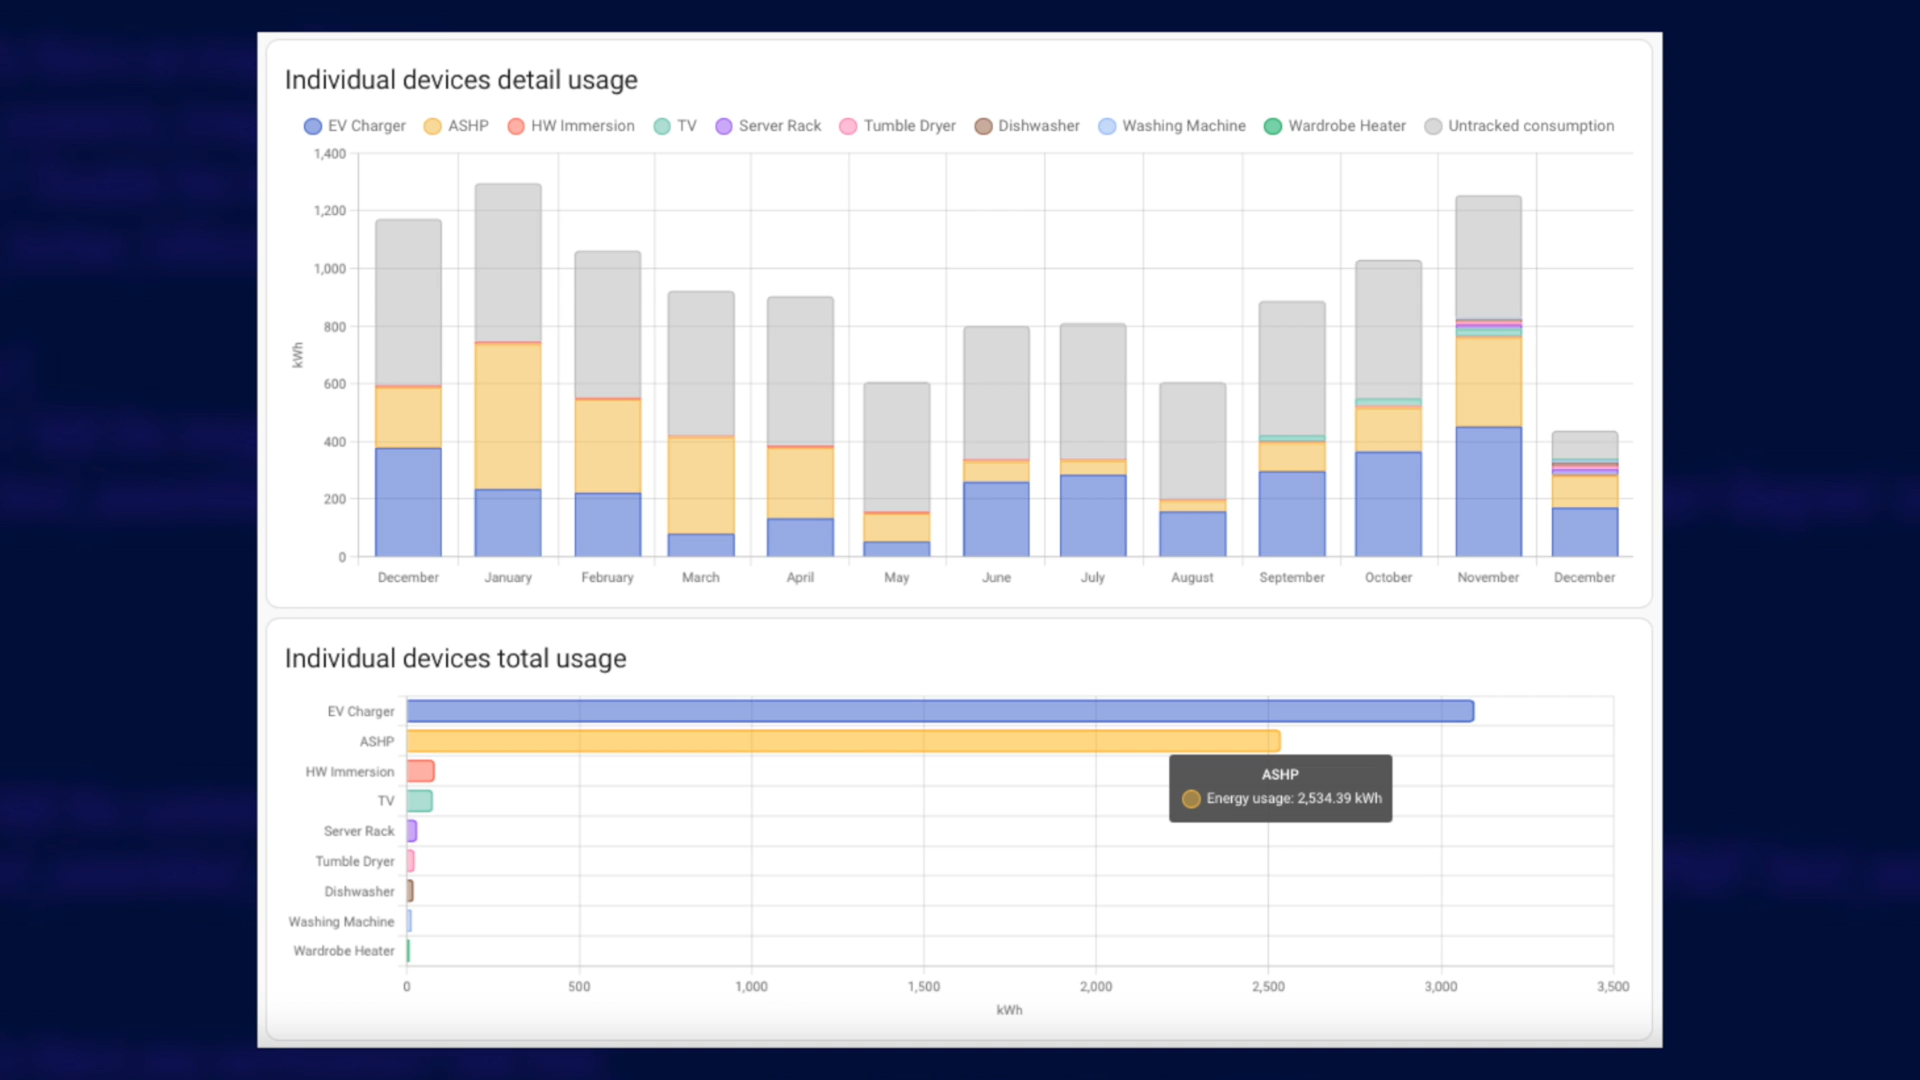 Individual devices detail usage
EV Charger ASHP HW Immersion TV Server Rack Tumble Dryer Dishwasher Washing Machine Wardrobe Heater Untracked consumption
1,400
1,200
1,000
800
600
400
200
0
kWh
December January February March April May June July August September October November December
Individual devices total usage
EV Charger
ASHP
HW Immersion
TV
Server Rack
Tumble Dryer
Dishwasher
Washing Machine
Wardrobe Heater
ASHP
Energy usage: 2,534.39 kWh
0 500 1,000 1,500 2,000 2,500 3,000 3,500
kWh